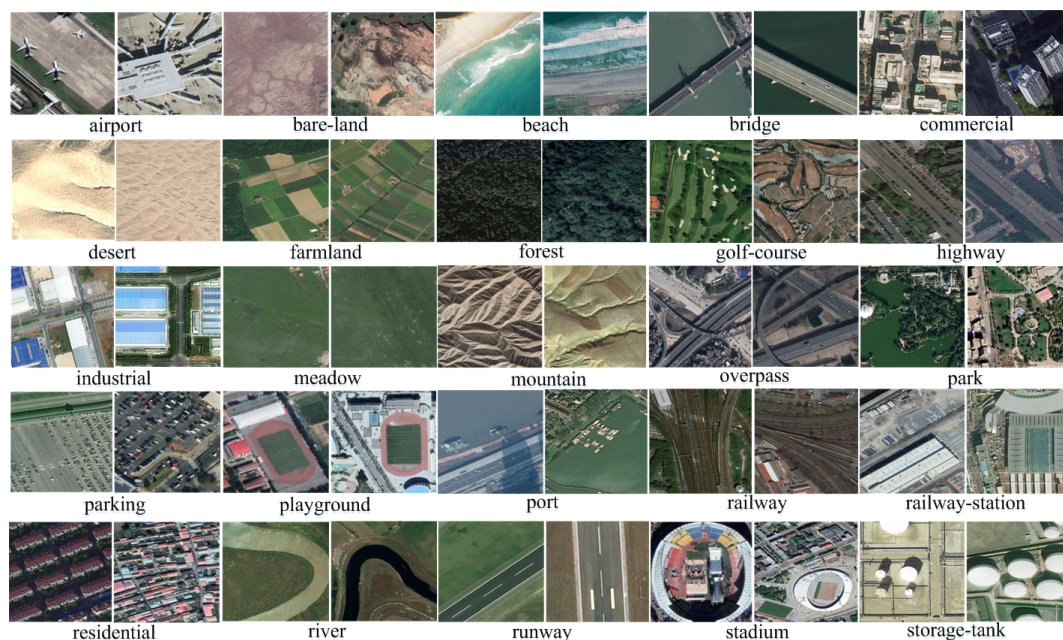 airport bare-land beach bridge commercial
desert farmland forest golf-course highway
industrial meadow mountain overpass park
parking playground port railway railway-station
residential river runway stadium storage-tank